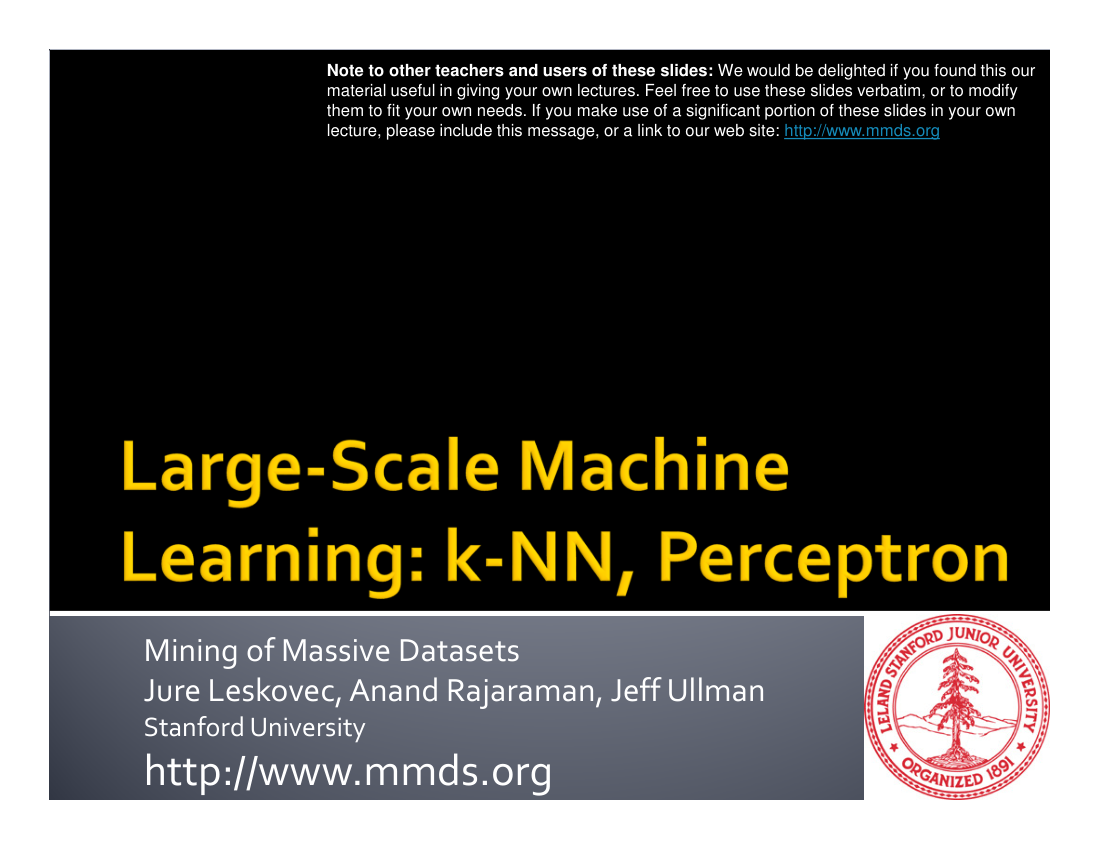 Note to other teachers and users of these slides: We would be delighted if you found this our
material useful in giving your own lectures. Feel free to use these slides verbatim, or to modify
them to fit your own needs. If you make use of a significant portion of these slides in your own
lecture, please include this message, or a link to our web site: http://www.mmds.org
Large-Scale Machine
Learning: k-NN, Perceptron
Mining of Massive Datasets
Jure Leskovec, Anand Rajaraman, Jeff Ullman
Stanford University
http://www.mmds.org
LELAND STANFORD JUNIOR UNIVERSITY
ORGANIZED 1891